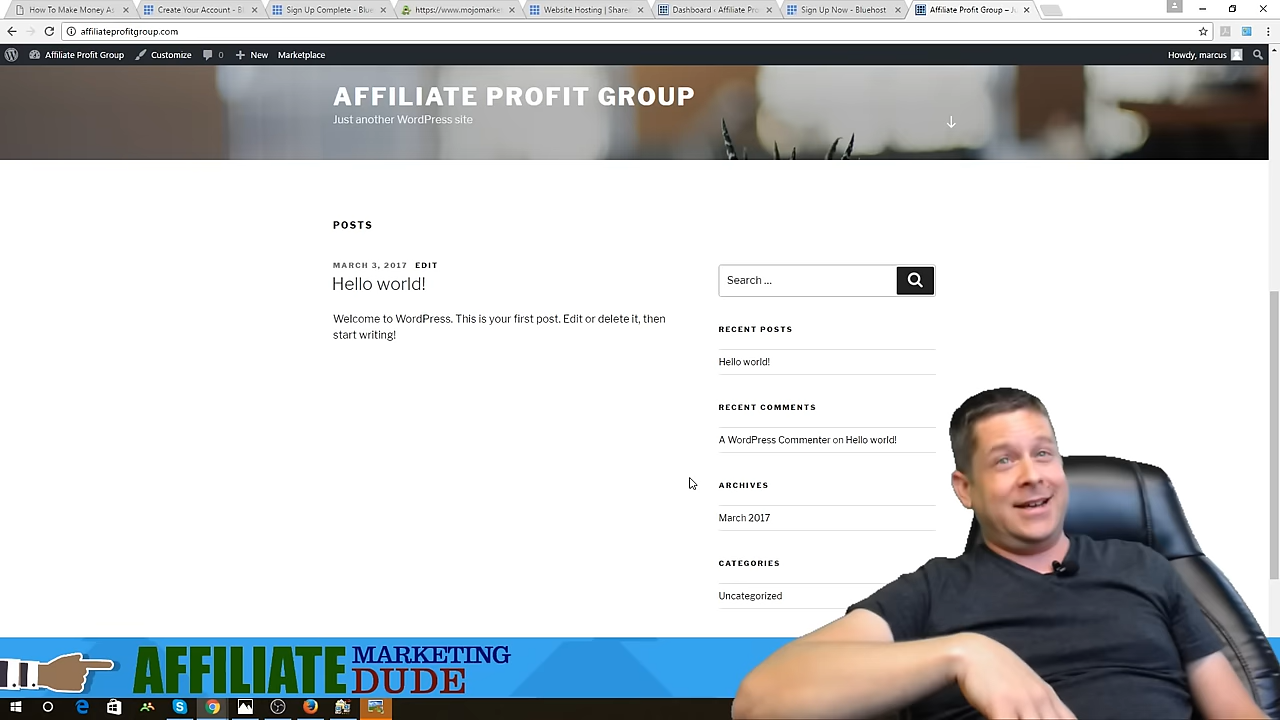 How To Make Money As
Create Your Account - B
Sign Up Complete - Blue
https://www.mojomarke
Website Hosting | Share
Dashboard ‹ Affiliate Pr
Sign Up Now - Bluehost
Affiliate Profit Group –
affiliateprofitgroup.com
Affiliate Profit Group
Customize
0
New
Marketplace
Howdy, marcus
AFFILIATE PROFIT GROUP
Just another WordPress site
POSTS
MARCH 3, 2017 EDIT
Hello world!
Welcome to WordPress. This is your first post. Edit or delete it, then
start writing!
Search ...
RECENT POSTS
Hello world!
RECENT COMMENTS
A WordPress Commenter on Hello world!
ARCHIVES
March 2017
CATEGORIES
Uncategorized
AFFILIATE MARKETING
DUDE